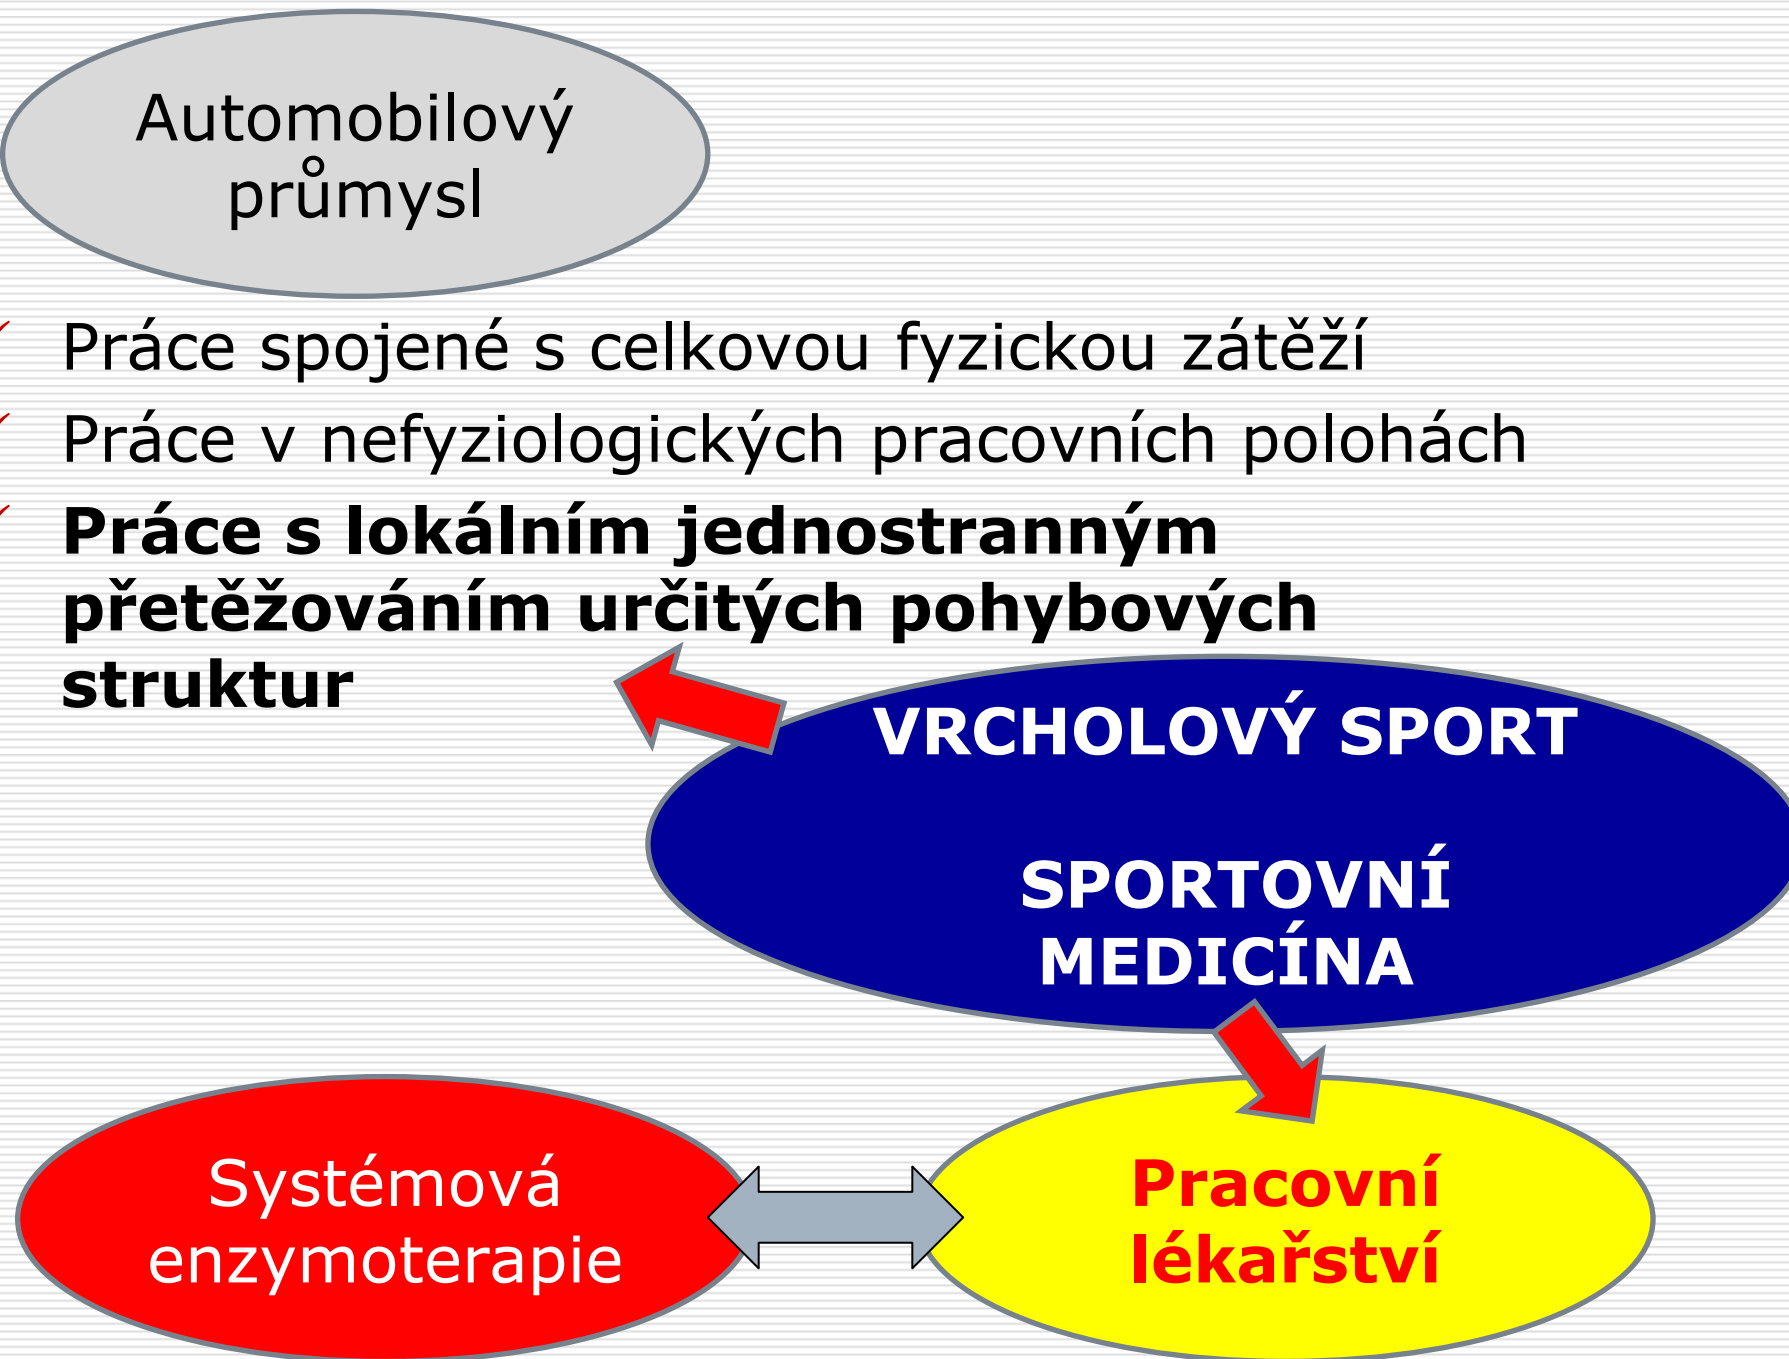 Automobilový
průmysl
Práce spojené s celkovou fyzickou zátěží
Práce v nefyziologických pracovních polohách
Práce s lokálním jednostranným
přetěžováním určitých pohybových
struktur
VRCHOLOVÝ SPORT
SPORTOVNÍ
MEDICÍNA
Systémová
enzymoterapie
Pracovní
lékařství